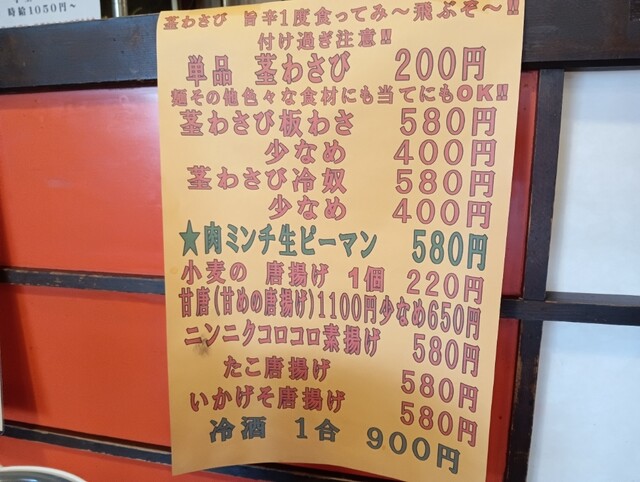 時給1050円～
茎わさび 旨辛1度食ってみ～飛ぶぞ～!!
付け過ぎ注意!!
単品 茎わさび 200円
麺その他色々な食材にも当てにもOK!!
茎わさび板わさ 580円
少なめ 400円
茎わさび冷奴 580円
少なめ 400円
★肉ミンチ生ピーマン 580円
小麦の 唐揚げ 1個 220円
甘唐(甘めの唐揚げ)1100円少なめ650円
ニンニクコロコロ素揚げ 580円
たこ唐揚げ 580円
いかげそ唐揚げ 580円
冷酒 1合 900円